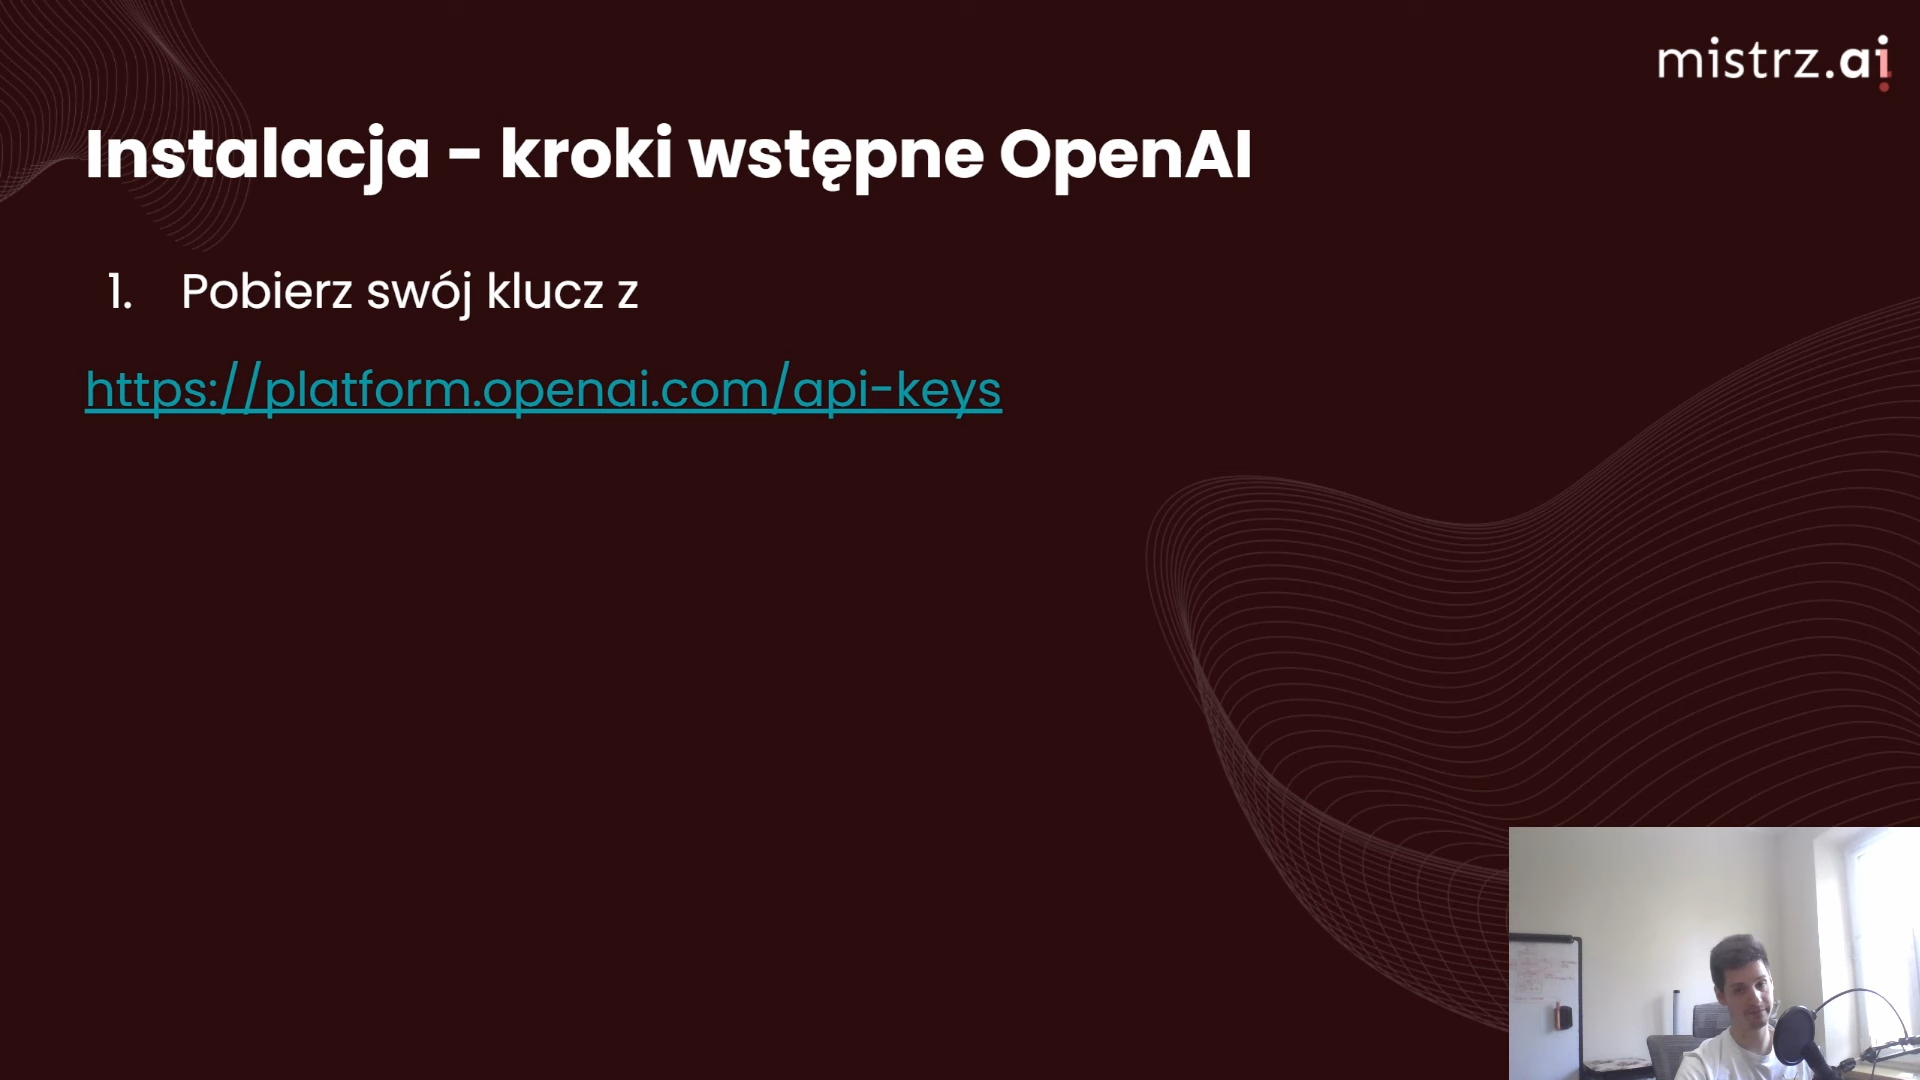 mistrz.ai
Instalacja - kroki wstępne OpenAI
1. Pobierz swój klucz z
https://platform.openai.com/api-keys